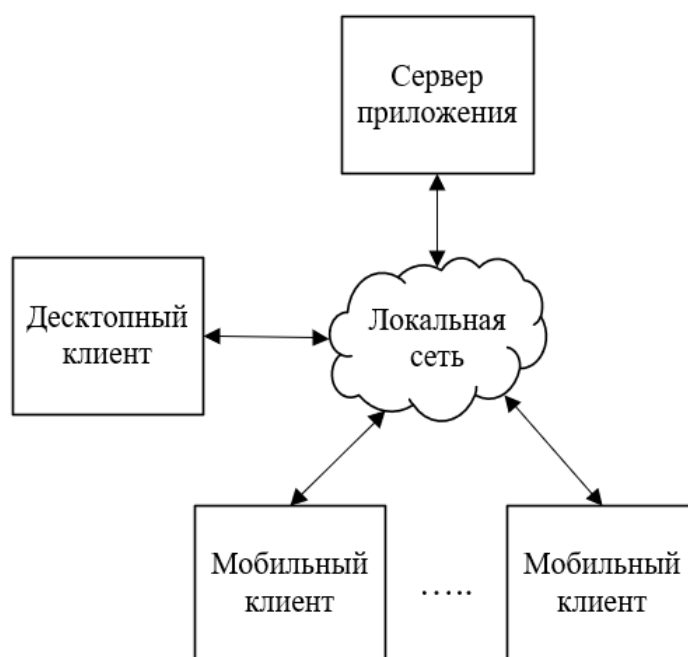 Сервер
приложения
Десктопный
клиент
Локальная
сеть
Мобильный
клиент
…..
Мобильный
клиент